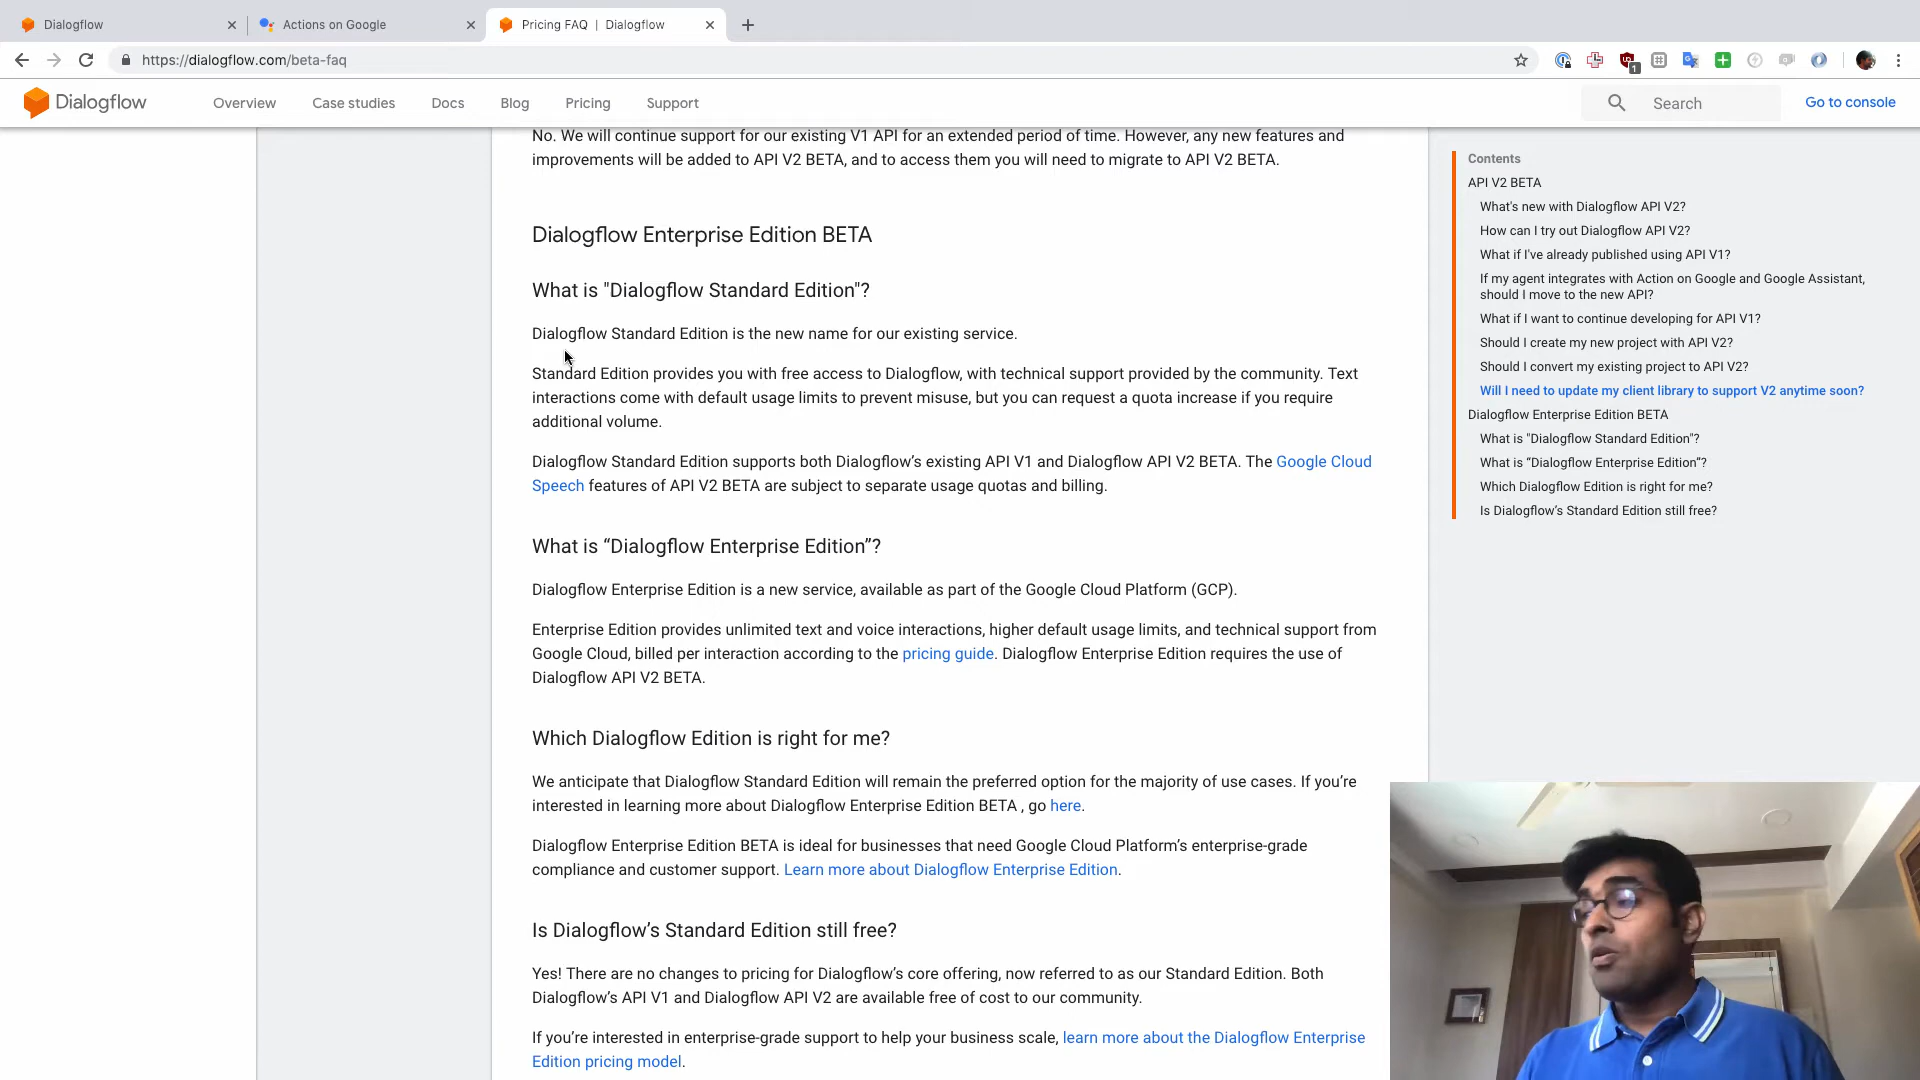 Dialogflow
Actions on Google
Pricing FAQ | Dialogflow
https://dialogflow.com/beta-faq
1
Dialogflow
Overview
Case studies
Docs
Blog
Pricing
Support
Search
Go to console
No. We will continue support for our existing V1 API for an extended period of time. However, any new features and
improvements will be added to API V2 BETA, and to access them you will need to migrate to API V2 BETA.
Dialogflow Enterprise Edition BETA
What is "Dialogflow Standard Edition"?
Dialogflow Standard Edition is the new name for our existing service.
Standard Edition provides you with free access to Dialogflow, with technical support provided by the community. Text
interactions come with default usage limits to prevent misuse, but you can request a quota increase if you require
additional volume.
Dialogflow Standard Edition supports both Dialogflow’s existing API V1 and Dialogflow API V2 BETA. The Google Cloud
Speech features of API V2 BETA are subject to separate usage quotas and billing.
What is “Dialogflow Enterprise Edition”?
Dialogflow Enterprise Edition is a new service, available as part of the Google Cloud Platform (GCP).
Enterprise Edition provides unlimited text and voice interactions, higher default usage limits, and technical support from
Google Cloud, billed per interaction according to the pricing guide. Dialogflow Enterprise Edition requires the use of
Dialogflow API V2 BETA.
Which Dialogflow Edition is right for me?
We anticipate that Dialogflow Standard Edition will remain the preferred option for the majority of use cases. If you’re
interested in learning more about Dialogflow Enterprise Edition BETA , go here.
Dialogflow Enterprise Edition BETA is ideal for businesses that need Google Cloud Platform’s enterprise-grade
compliance and customer support. Learn more about Dialogflow Enterprise Edition.
Is Dialogflow’s Standard Edition still free?
Yes! There are no changes to pricing for Dialogflow’s core offering, now referred to as our Standard Edition. Both
Dialogflow’s API V1 and Dialogflow API V2 are available free of cost to our community.
If you’re interested in enterprise-grade support to help your business scale, learn more about the Dialogflow Enterprise
Edition pricing model.
Contents
API V2 BETA
What's new with Dialogflow API V2?
How can I try out Dialogflow API V2?
What if I've already published using API V1?
If my agent integrates with Action on Google and Google Assistant,
should I move to the new API?
What if I want to continue developing for API V1?
Should I create my new project with API V2?
Should I convert my existing project to API V2?
Will I need to update my client library to support V2 anytime soon?
Dialogflow Enterprise Edition BETA
What is "Dialogflow Standard Edition"?
What is “Dialogflow Enterprise Edition”?
Which Dialogflow Edition is right for me?
Is Dialogflow’s Standard Edition still free?